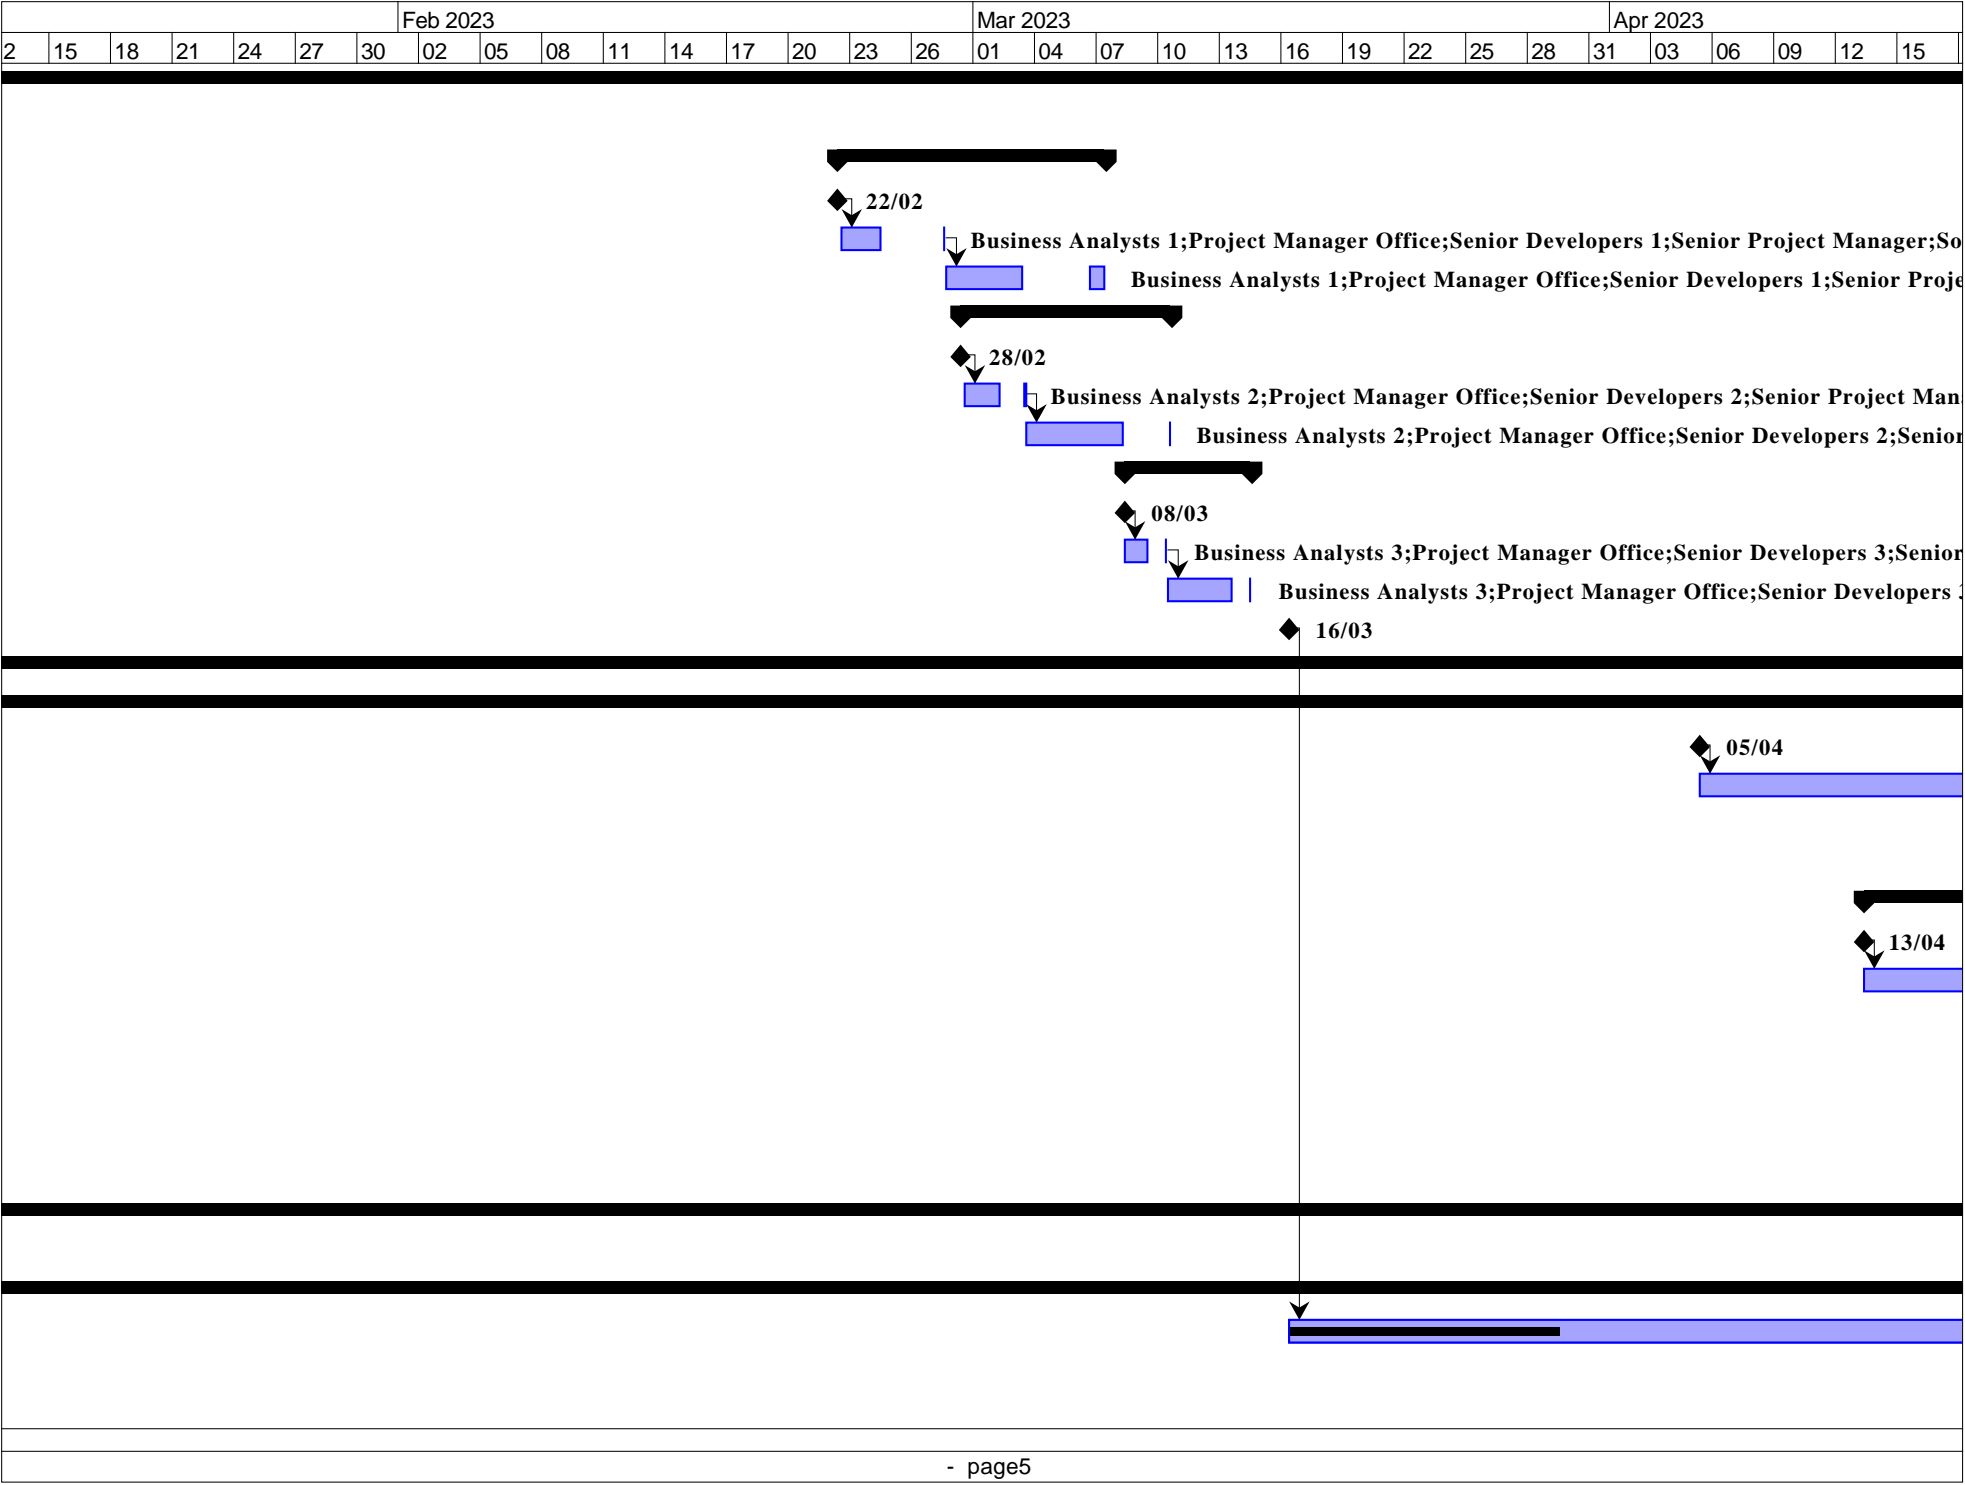 Feb 2023 Mar 2023 Apr 2023
2 15 18 21 24 27 30 02 05 08 11 14 17 20 23 26 01 04 07 10 13 16 19 22 25 28 31 03 06 09 12 15
22/02
Business Analysts 1;Project Manager Office;Senior Developers 1;Senior Project Manager;So
Business Analysts 1;Project Manager Office;Senior Developers 1;Senior Proje
28/02
Business Analysts 2;Project Manager Office;Senior Developers 2;Senior Project Man
Business Analysts 2;Project Manager Office;Senior Developers 2;Senior
08/03
Business Analysts 3;Project Manager Office;Senior Developers 3;Senior
Business Analysts 3;Project Manager Office;Senior Developers
16/03
05/04
13/04
- page5